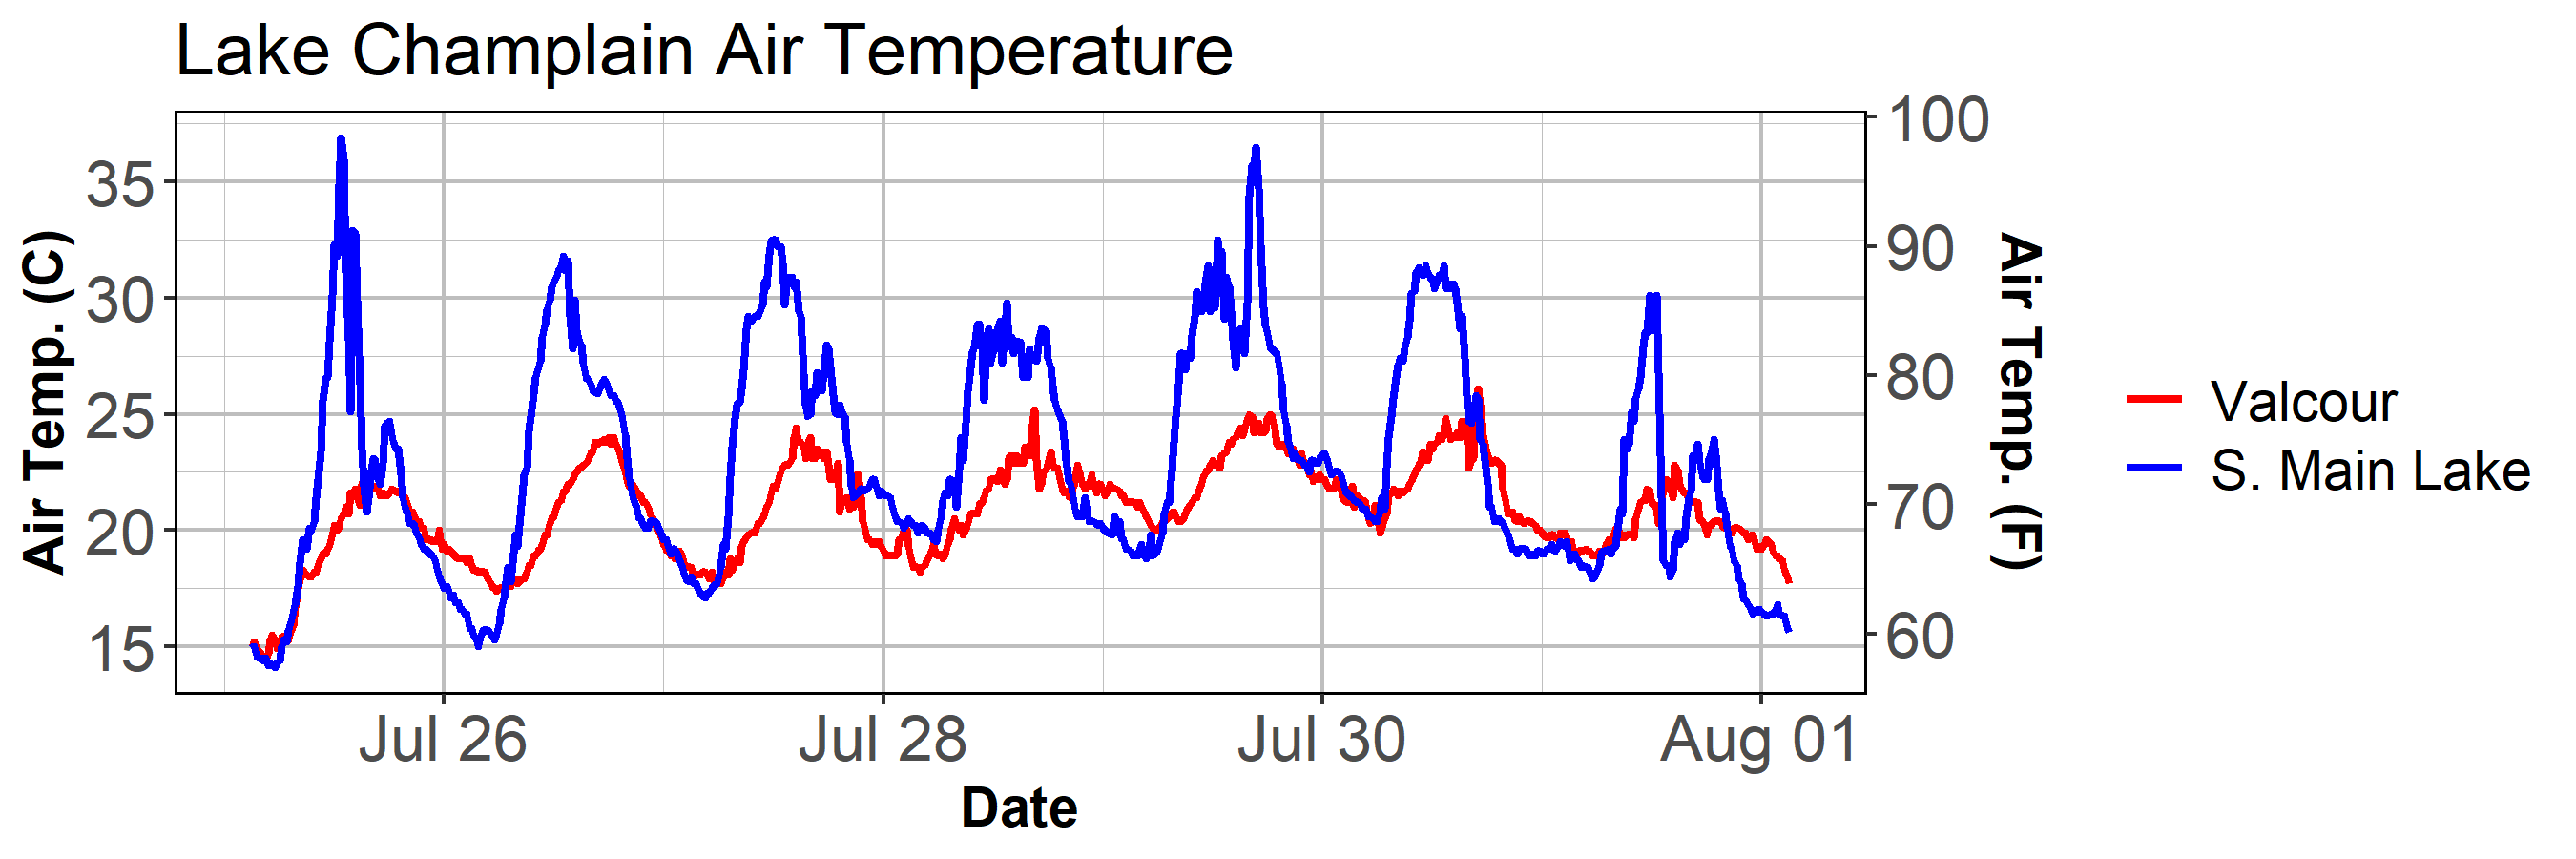 Lake Champlain Air Temperature
Air Temp. (C)
35
30
25
20
15
100
90
80
70
60
Air Temp. (F)
Jul 26
Jul 28
Jul 30
Aug 01
Date
Valcour
S. Main Lake